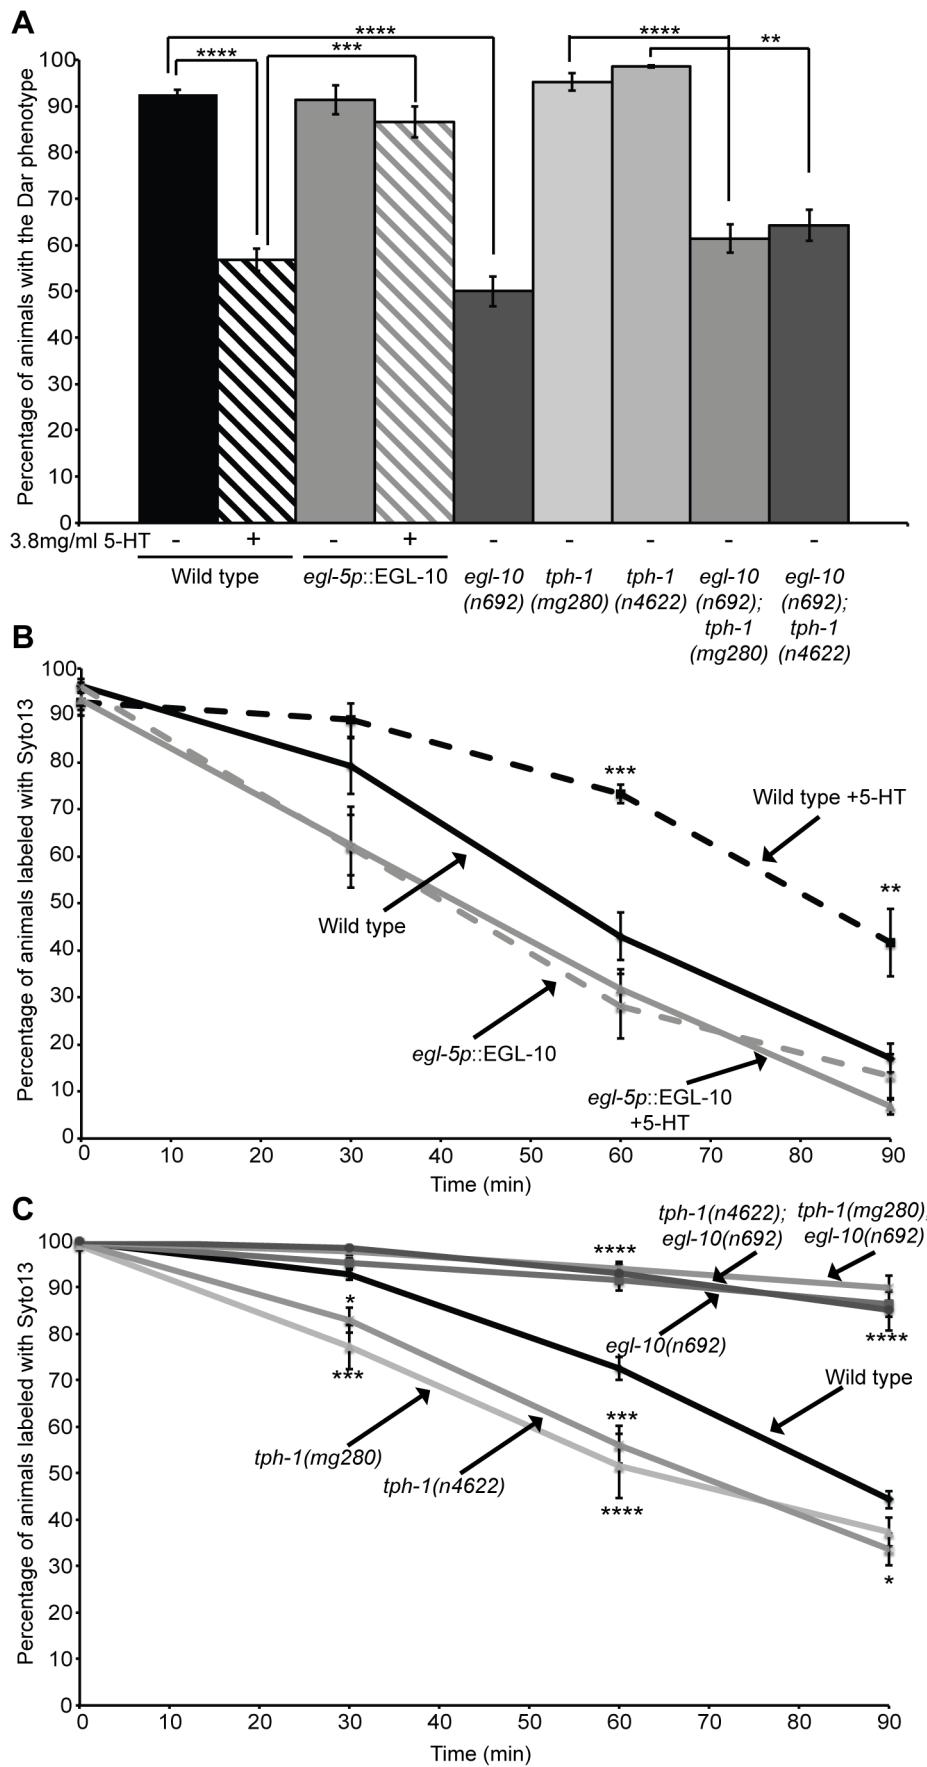 A
Percentage of animals with the Dar phenotype
****
****
***
****
**
100
90
80
70
60
50
40
30
20
10
0
3.8mg/ml 5-HT - + - + - - - - -
Wild type
egl-5p::EGL-10
egl-10
(n692)
tph-1
(mg280)
tph-1
(n4622)
egl-10
(n692);
tph-1
(mg280)
egl-10
(n692);
tph-1
(n4622)
B
Percentage of animals labeled with Syto13
100
90
80
70
60
50
40
30
20
10
0
***
Wild type +5-HT
**
Wild type
egl-5p::EGL-10
egl-5p::EGL-10
+5-HT
0 10 20 30 40 50 60 70 80 90
Time (min)
C
Percentage of animals labeled with Syto13
100
90
80
70
60
50
40
30
20
10
0
tph-1(n4622);
egl-10(n692)
tph-1(mg280);
egl-10(n692)
****
*
egl-10(n692)
****
***
Wild type
***
tph-1(mg280)
tph-1(n4622)
****
*
0 10 20 30 40 50 60 70 80 90
Time (min)